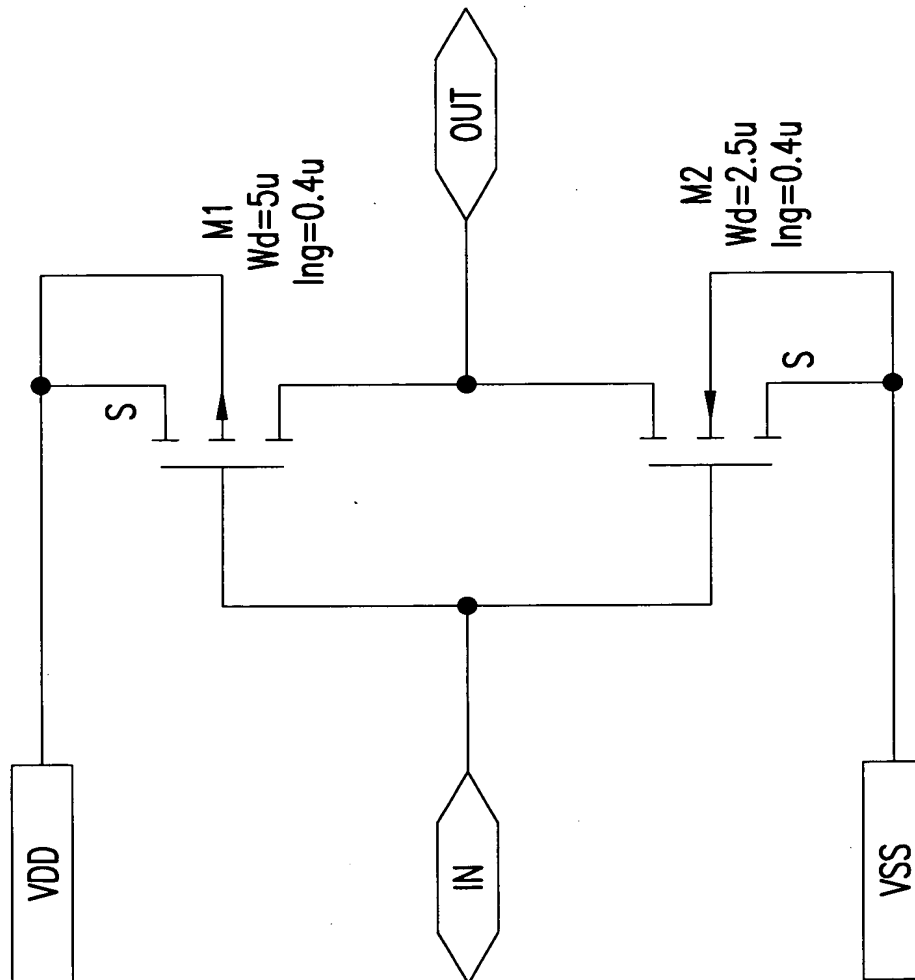 VDD
S
M1
Wd=5u
lng=0.4u
IN
OUT
M2
Wd=2.5u
lng=0.4u
S
VSS